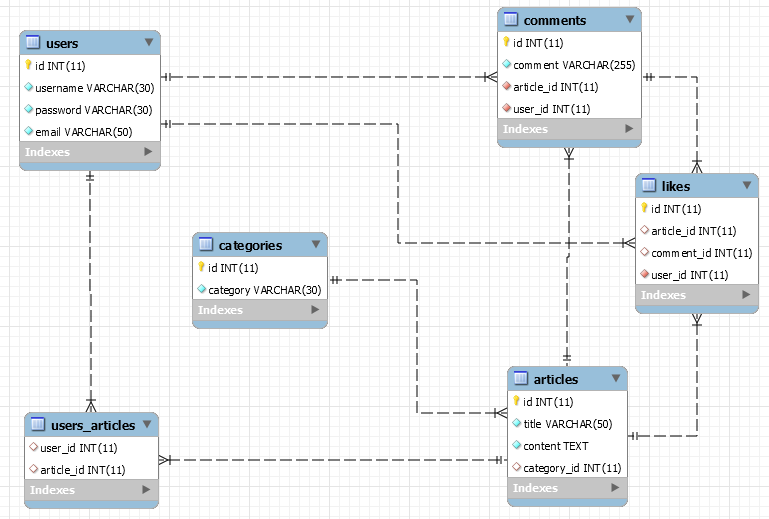 users
id INT(11)
username VARCHAR(30)
password VARCHAR(30)
email VARCHAR(50)
Indexes
comments
id INT(11)
comment VARCHAR(255)
article_id INT(11)
user_id INT(11)
Indexes
likes
id INT(11)
article_id INT(11)
comment_id INT(11)
user_id INT(11)
Indexes
categories
id INT(11)
category VARCHAR(30)
Indexes
articles
id INT(11)
title VARCHAR(50)
content TEXT
category_id INT(11)
Indexes
users_articles
user_id INT(11)
article_id INT(11)
Indexes